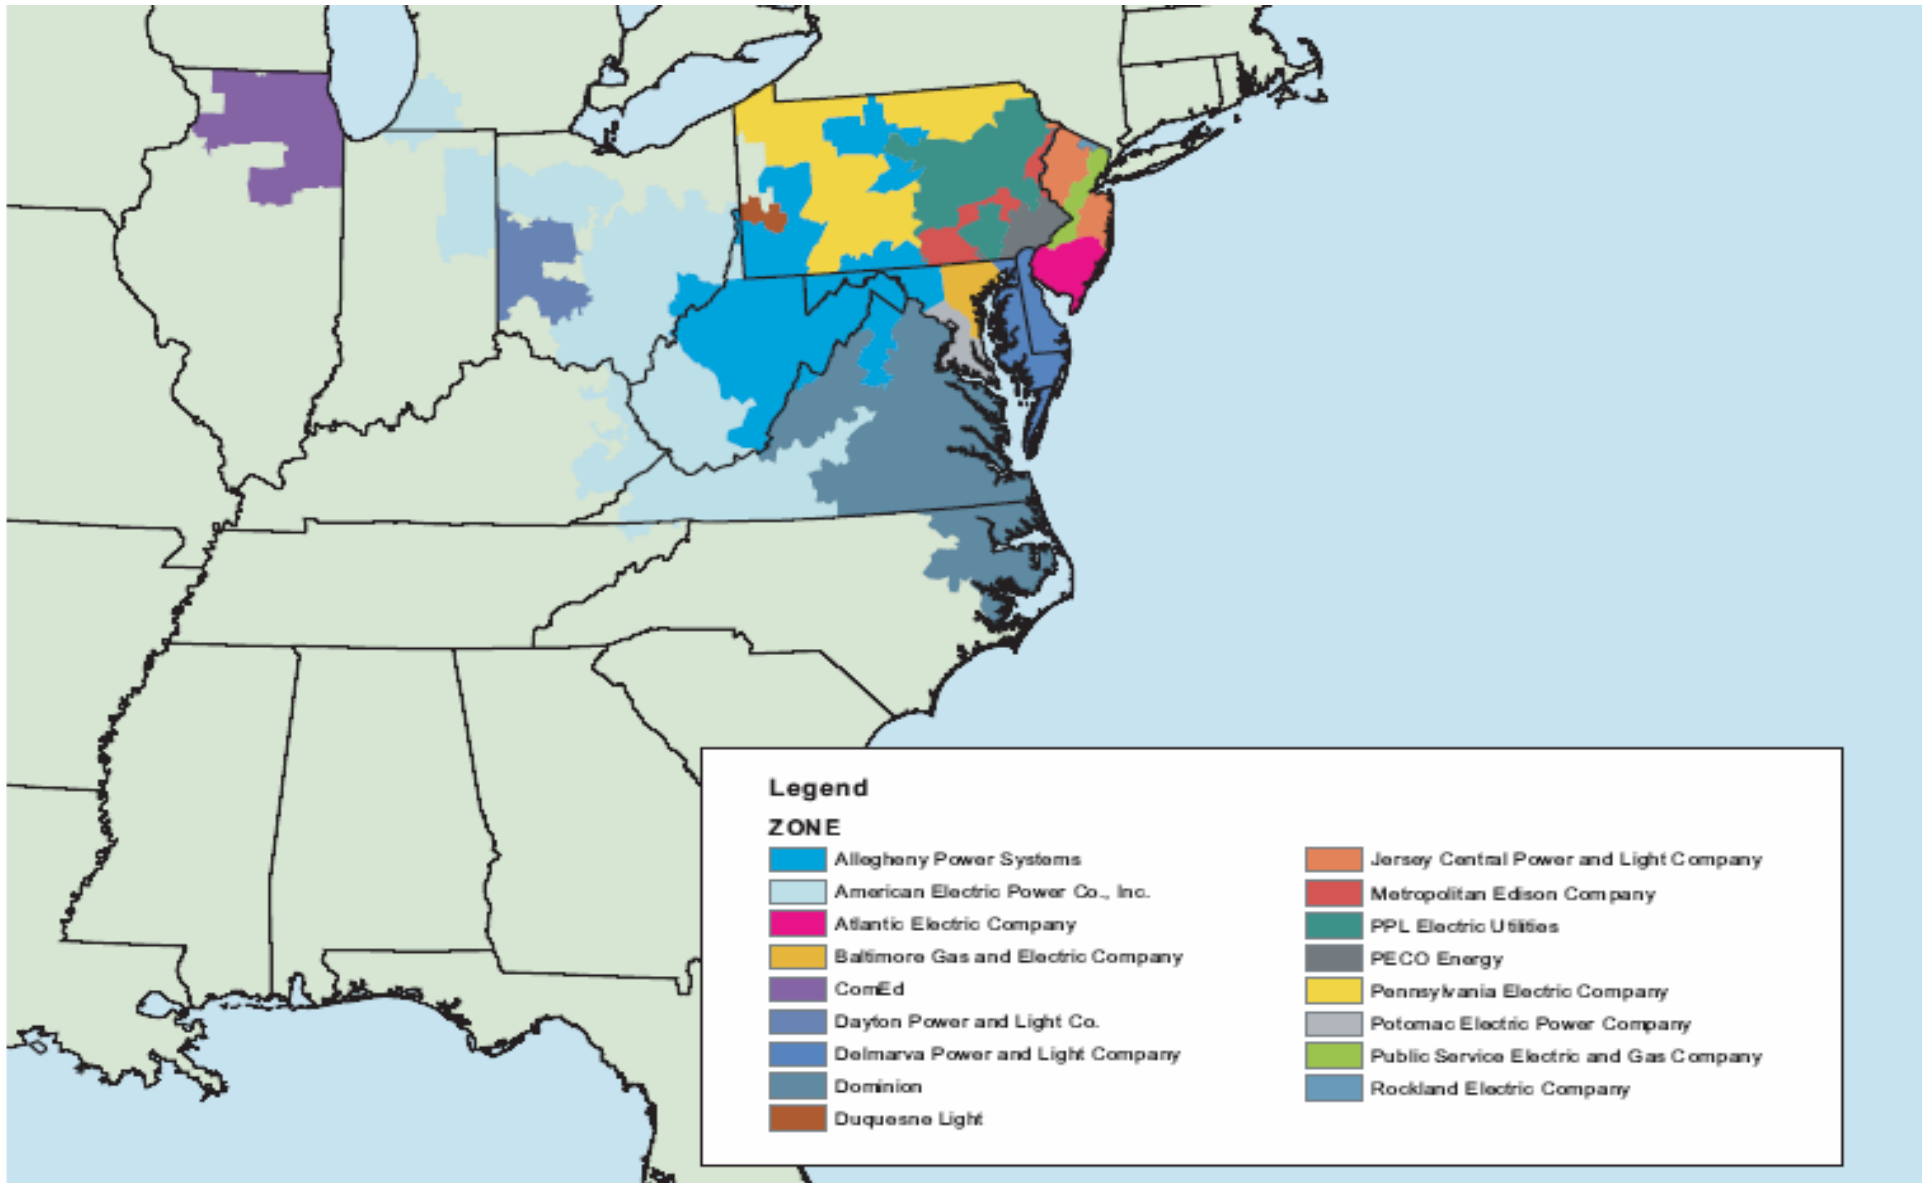 Legend
ZONE
Allegheny Power Systems
American Electric Power Co., Inc.
Atlantic Electric Company
Baltimore Gas and Electric Company
ComEd
Dayton Power and Light Co.
Delmarva Power and Light Company
Dominion
Duquesne Light
Jersey Central Power and Light Company
Metropolitan Edison Company
PPL Electric Utilities
PECO Energy
Pennsylvania Electric Company
Potomac Electric Power Company
Public Service Electric and Gas Company
Rockland Electric Company